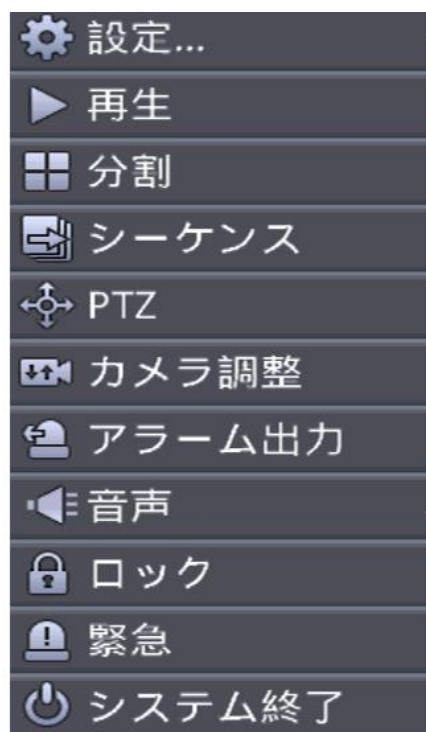 設定...
再生
分割
シーケンス
PTZ
カメラ調整
アラーム出力
音声
ロック
緊急
システム終了